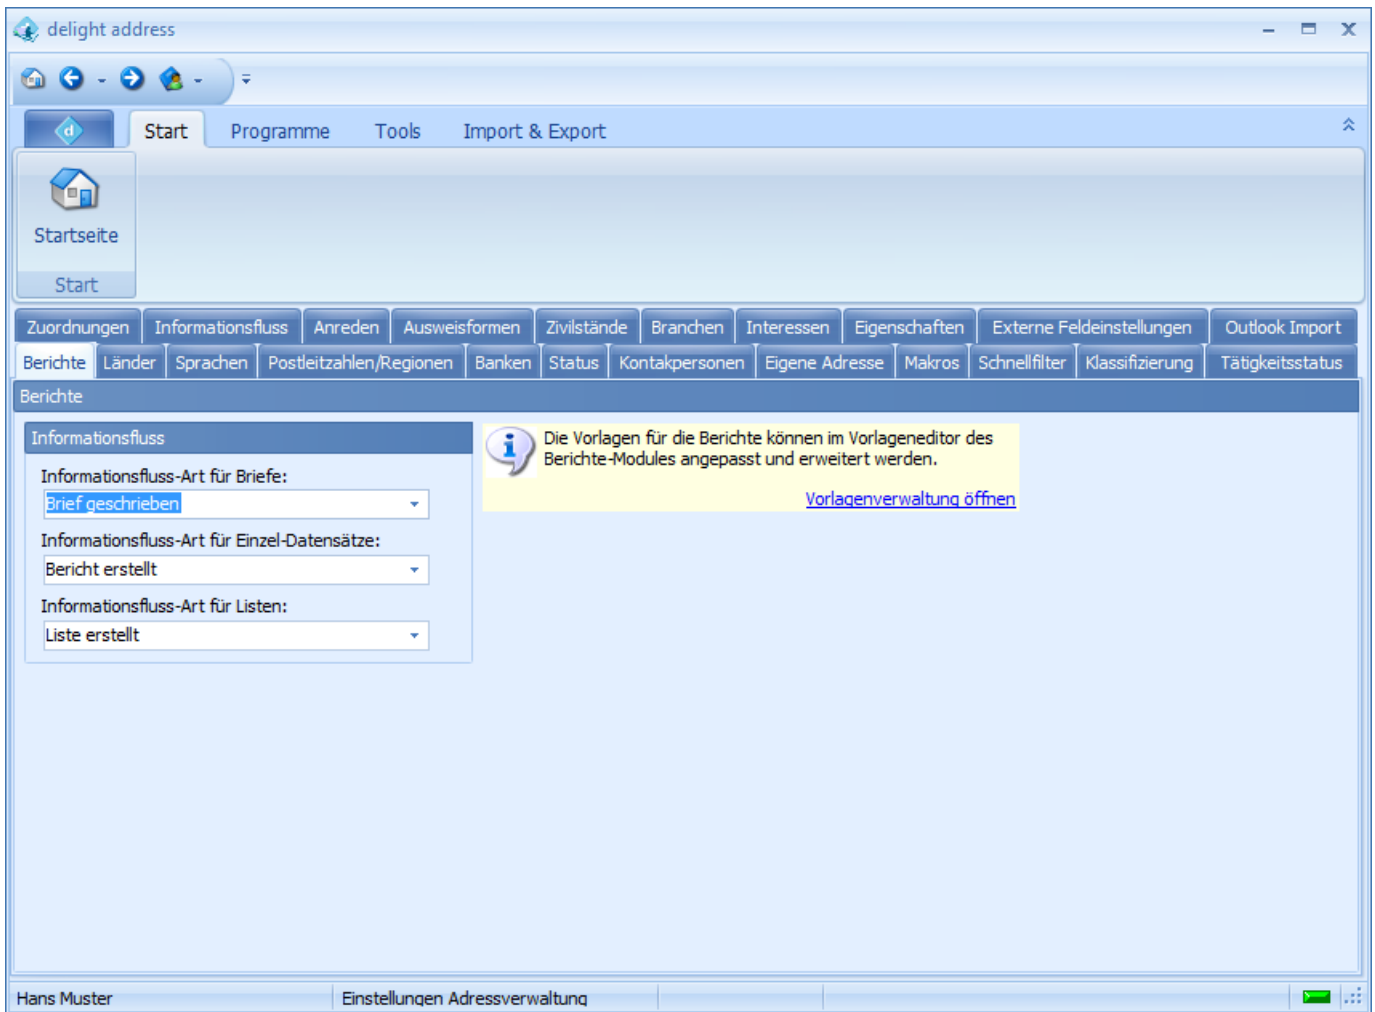 delight address
Start Programme Tools Import & Export
Startseite
Start
Zuordnungen Informationsfluss Anreden Ausweisformen Zivilstände Branchen Interessen Eigenschaften Externe Feldeinstellungen Outlook Import
Berichte Länder Sprachen Postleitzahlen/Regionen Banken Status Kontakpersonen Eigene Adresse Makros Schnellfilter Klassifizierung Tätigkeitsstatus
Berichte
Informationsfluss
Informationsfluss-Art für Briefe:
Brief geschrieben
Informationsfluss-Art für Einzel-Datensätze:
Bericht erstellt
Informationsfluss-Art für Listen:
Liste erstellt
Die Vorlagen für die Berichte können im Vorlageneditor des
Berichte-Modules angepasst und erweitert werden.
Vorlagenverwaltung öffnen
Hans Muster Einstellungen Adressverwaltung